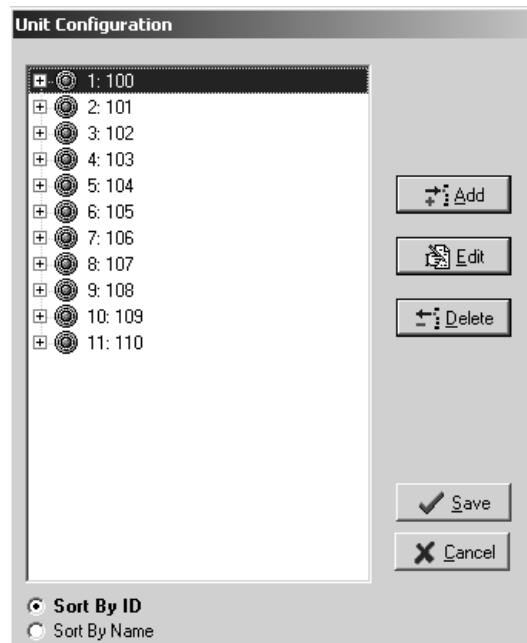 Unit Configuration
1: 100
2: 101
3: 102
4: 103
5: 104
6: 105
7: 106
8: 107
9: 108
10: 109
11: 110
Add
Edit
Delete
Save
Cancel
Sort By ID
Sort By Name